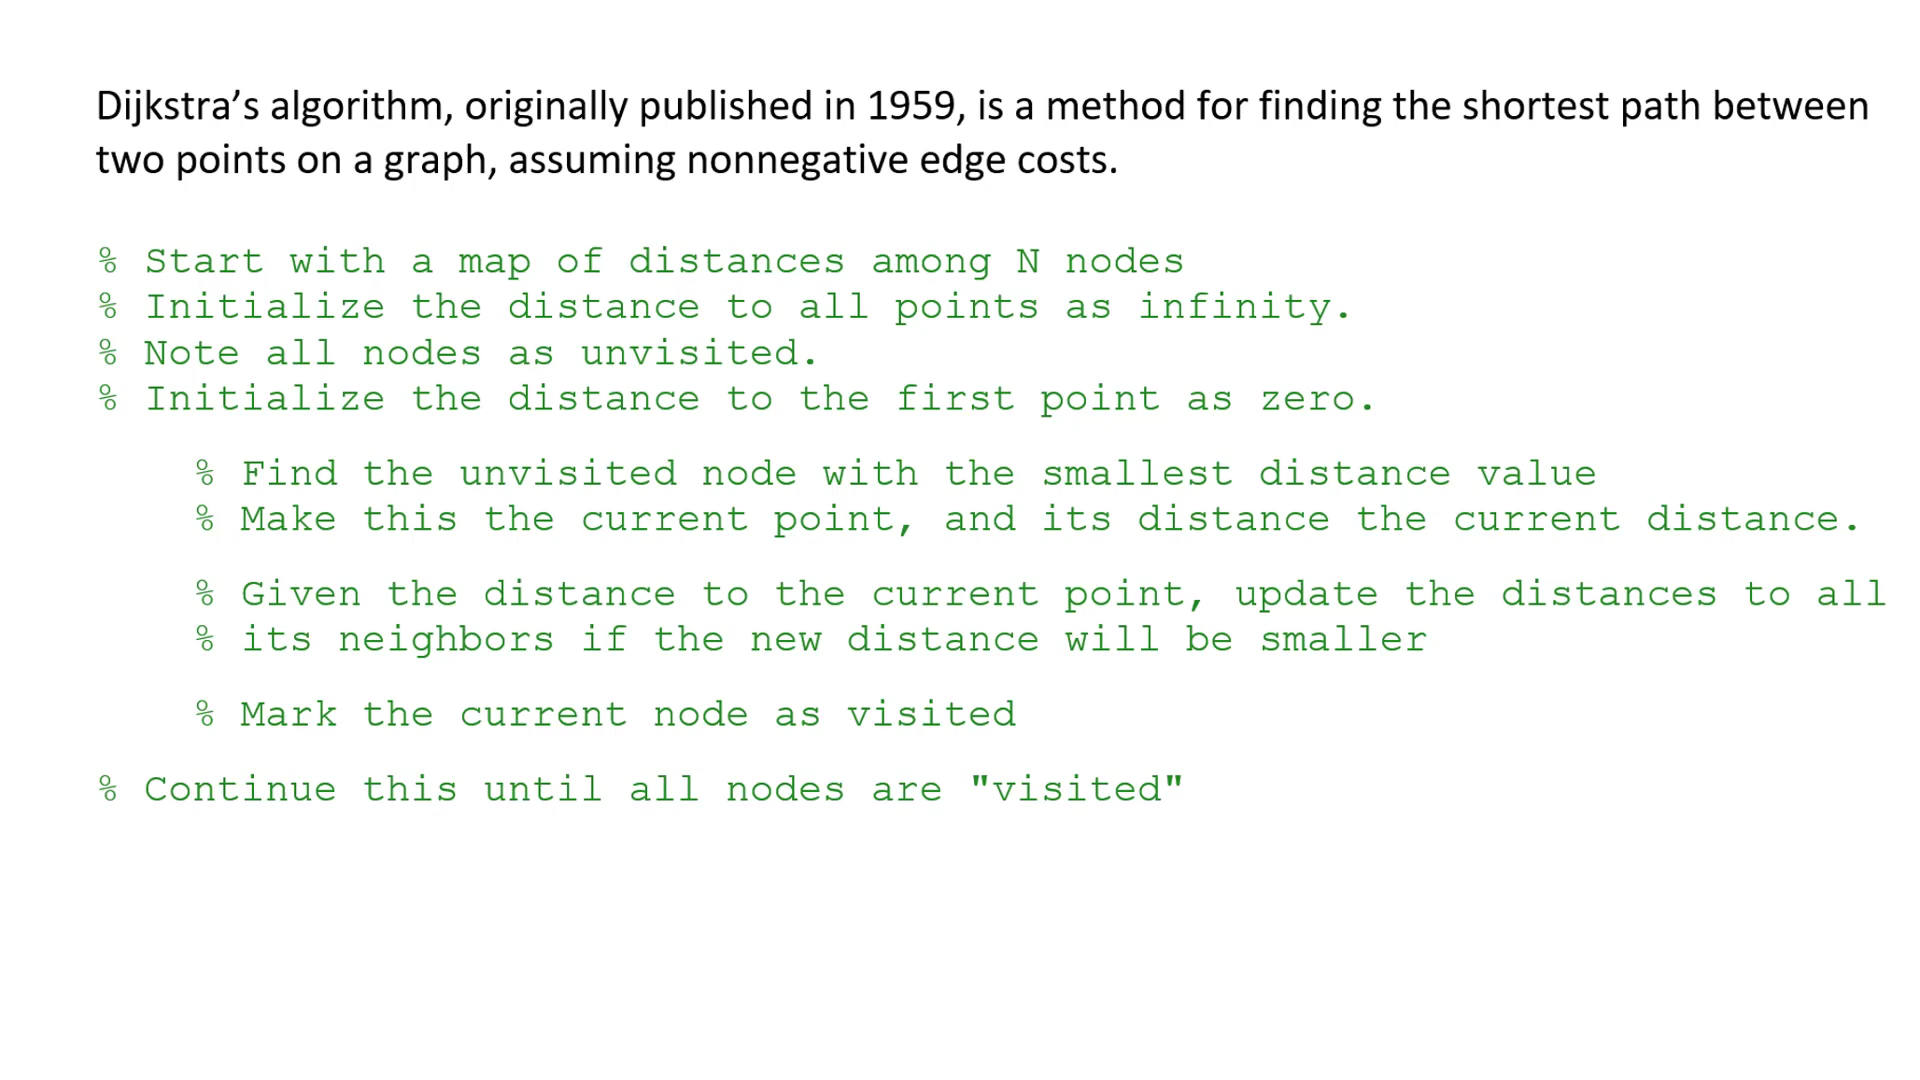 Dijkstra’s algorithm, originally published in 1959, is a method for finding the shortest path between
two points on a graph, assuming nonnegative edge costs.
% Start with a map of distances among N nodes
% Initialize the distance to all points as infinity.
% Note all nodes as unvisited.
% Initialize the distance to the first point as zero.
% Find the unvisited node with the smallest distance value
% Make this the current point, and its distance the current distance.
% Given the distance to the current point, update the distances to all
% its neighbors if the new distance will be smaller
% Mark the current node as visited
% Continue this until all nodes are "visited"